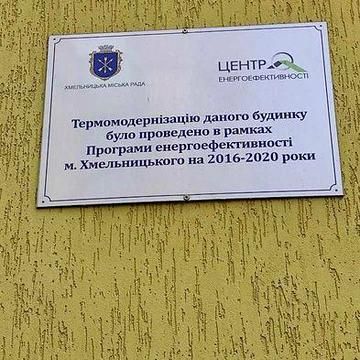 ХМЕЛЬНИЦЬКА МІСЬКА РАДА
ЦЕНТР
ЕНЕРГОЕФЕКТИВНОСТІ
Термомодернізацію даного будинку
було проведено в рамках
Програми енергоефективності
м. Хмельницького на 2016-2020 роки